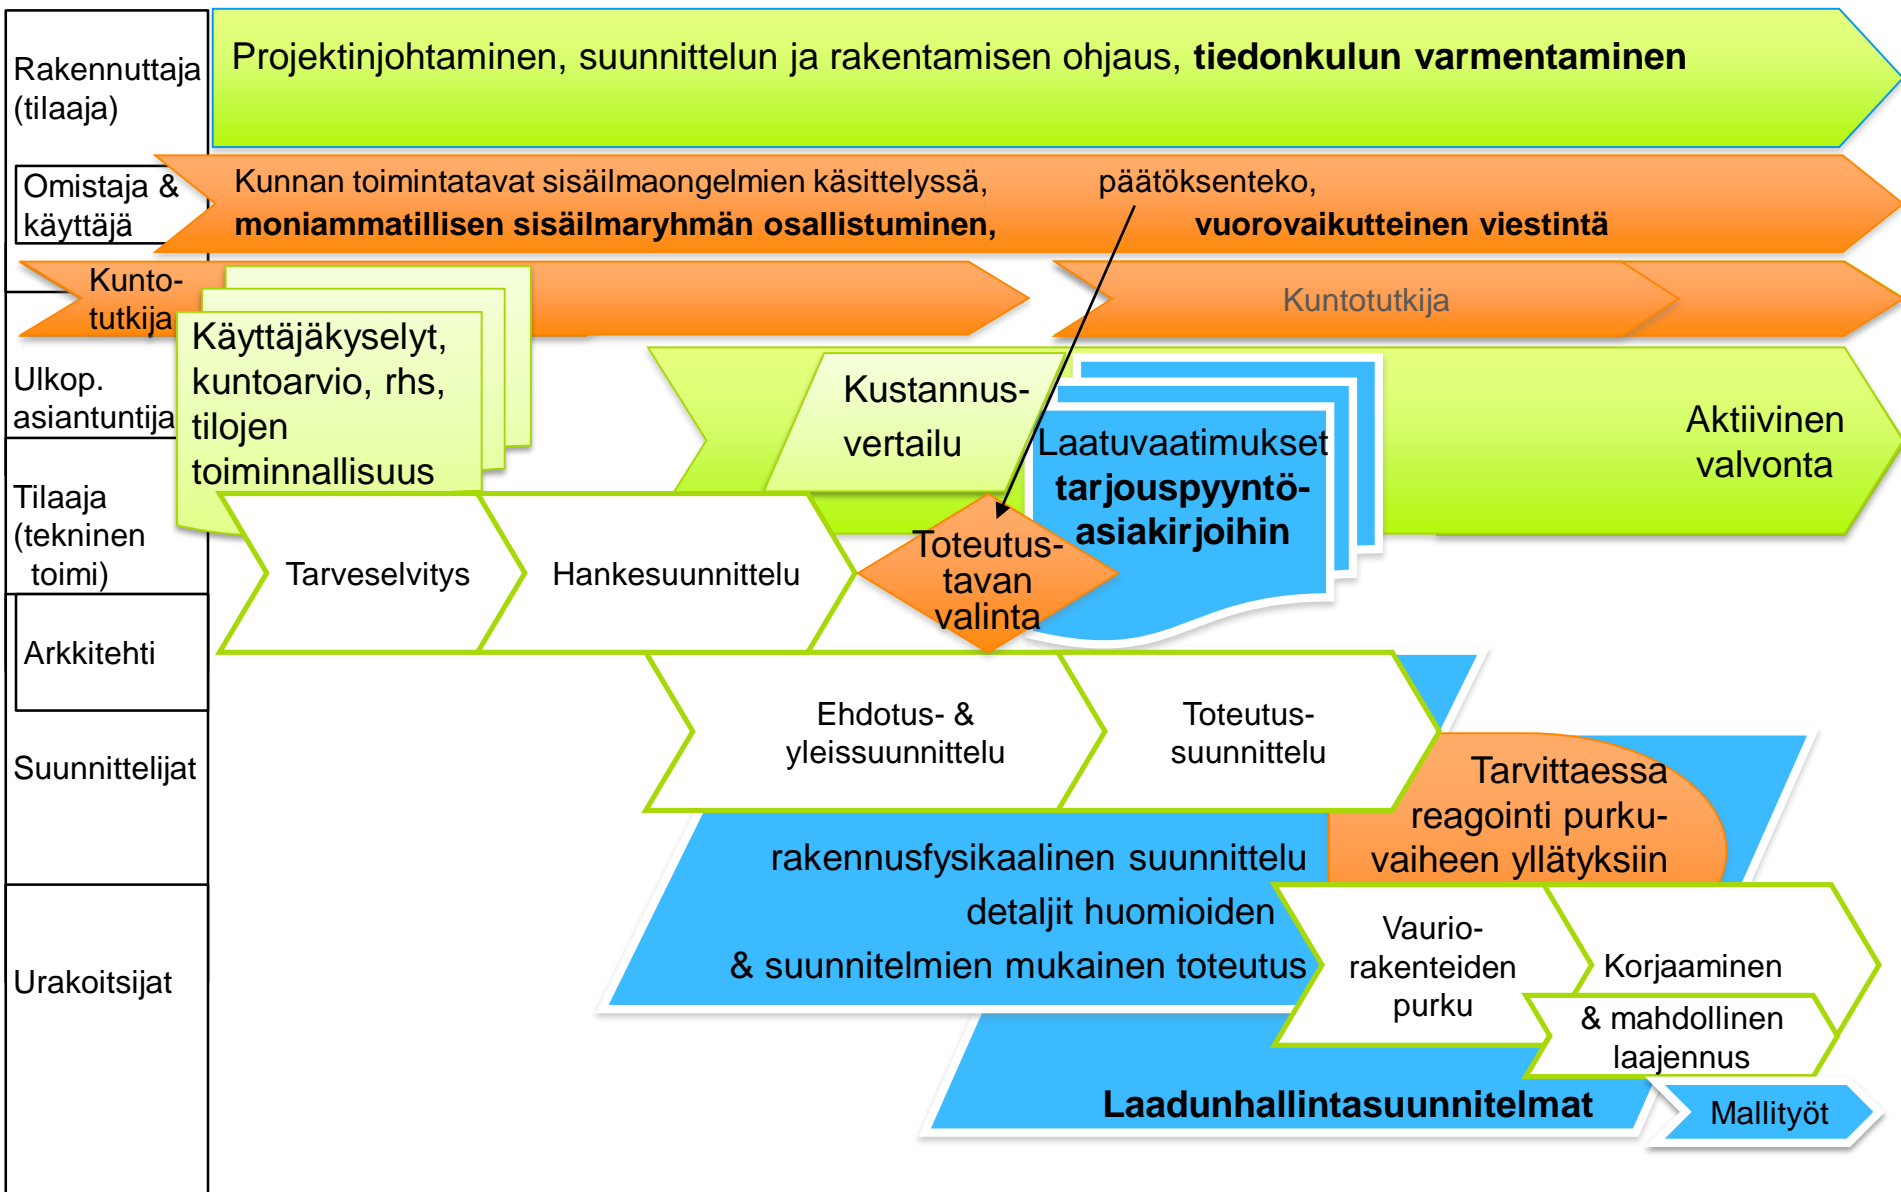 Rakennuttaja
(tilaaja)
Projektinjohtaminen, suunnittelun ja rakentamisen ohjaus, tiedonkulun varmentaminen
Omistaja &
käyttäjä
Kunnan toimintatavat sisäilmaongelmien käsittelyssä,
päätöksenteko,
moniammatillisen sisäilmaryhmän osallistuminen,
vuorovaikutteinen viestintä
Kunto-
tutkija
Kuntotutkija
Ulkop.
asiantuntija
Käyttäjäkyselyt,
kuntoarvio, rhs,
tilojen
toiminnallisuus
Kustannus-
vertailu
Laatuvaatimukset
tarjouspyyntö-
asiakirjoihin
Aktiivinen
valvonta
Tilaaja
(tekninen
toimi)
Tarveselvitys
Hankesuunnittelu
Toteutus-
tavan
valinta
Arkkitehti
Suunnittelijat
Ehdotus- &
yleissuunnittelu
Toteutus-
suunnittelu
Tarvittaessa
reagointi purku-
vaiheen yllätyksiin
rakennusfysikaalinen suunnittelu
detaljit huomioiden
& suunnitelmien mukainen toteutus
Urakoitsijat
Vaurio-
rakenteiden
purku
Korjaaminen
& mahdollinen
laajennus
Laadunhallintasuunnitelmat
Mallityöt